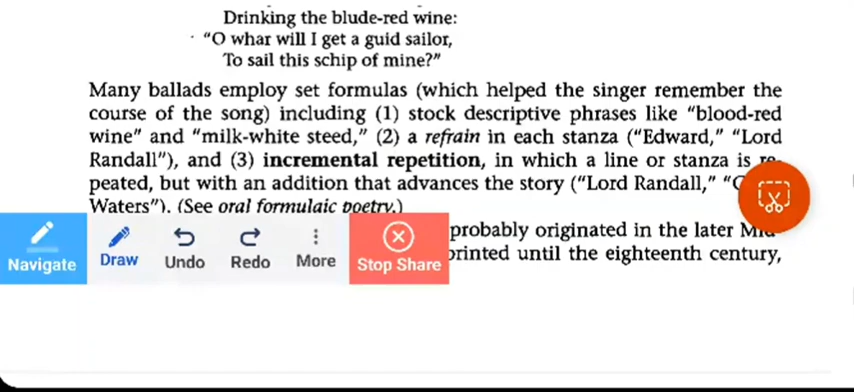 Drinking the blude-red wine:
"O whar will I get a guid sailor,
To sail this schip of mine?"
Many ballads employ set formulas (which helped the singer remember the
course of the song) including (1) stock descriptive phrases like "blood-red
wine" and "milk-white steed," (2) a refrain in each stanza ("Edward," "Lord
Randall"), and (3) incremental repetition, in which a line or stanza is re-
peated, but with an addition that advances the story ("Lord Randall,"
Waters"). (See oral formulaic poetry.)
probably originated in the later
printed until the eighteenth century,
Navigate Draw Undo Redo More Stop Share